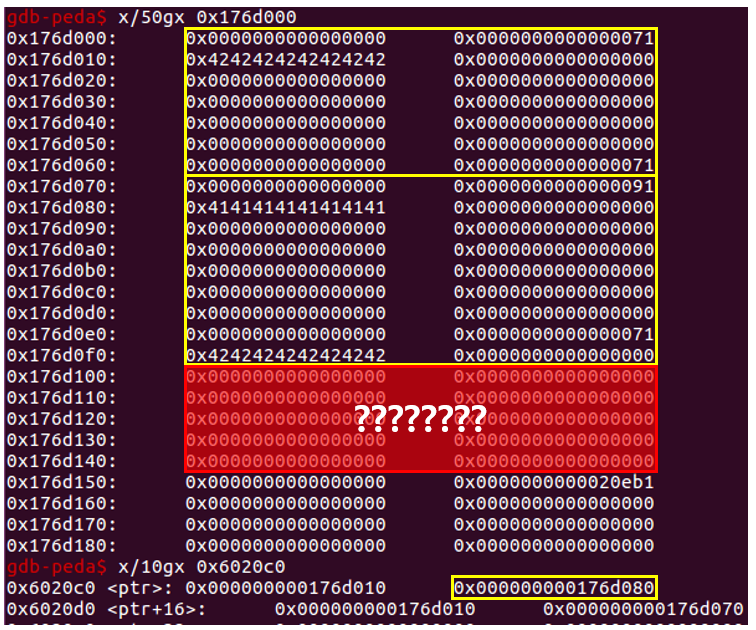 gdb-peda$ x/50gx 0x176d000
0x176d000: 0x0000000000000000 0x0000000000000071
0x176d010: 0x4242424242424242 0x0000000000000000
0x176d020: 0x0000000000000000 0x0000000000000000
0x176d030: 0x0000000000000000 0x0000000000000000
0x176d040: 0x0000000000000000 0x0000000000000000
0x176d050: 0x0000000000000000 0x0000000000000000
0x176d060: 0x0000000000000000 0x0000000000000071
0x176d070: 0x0000000000000000 0x0000000000000091
0x176d080: 0x4141414141414141 0x0000000000000000
0x176d090: 0x0000000000000000 0x0000000000000000
0x176d0a0: 0x0000000000000000 0x0000000000000000
0x176d0b0: 0x0000000000000000 0x0000000000000000
0x176d0c0: 0x0000000000000000 0x0000000000000000
0x176d0d0: 0x0000000000000000 0x0000000000000000
0x176d0e0: 0x0000000000000000 0x0000000000000071
0x176d0f0: 0x4242424242424242 0x0000000000000000
0x176d100: 0x0000000000000000 0x0000000000000000
0x176d110: 0x0000000000000000 0x0000000000000000
0x176d120: 0x0000000000000000 0x0000000000000000
????????
0x176d130: 0x0000000000000000 0x0000000000000000
0x176d140: 0x0000000000000000 0x0000000000000000
0x176d150: 0x0000000000000000 0x0000000000020eb1
0x176d160: 0x0000000000000000 0x0000000000000000
0x176d170: 0x0000000000000000 0x0000000000000000
0x176d180: 0x0000000000000000 0x0000000000000000
gdb-peda$ x/10gx 0x6020c0
0x6020c0 <ptr>: 0x000000000176d010 0x000000000176d080
0x6020d0 <ptr+16>: 0x000000000176d010 0x000000000176d070